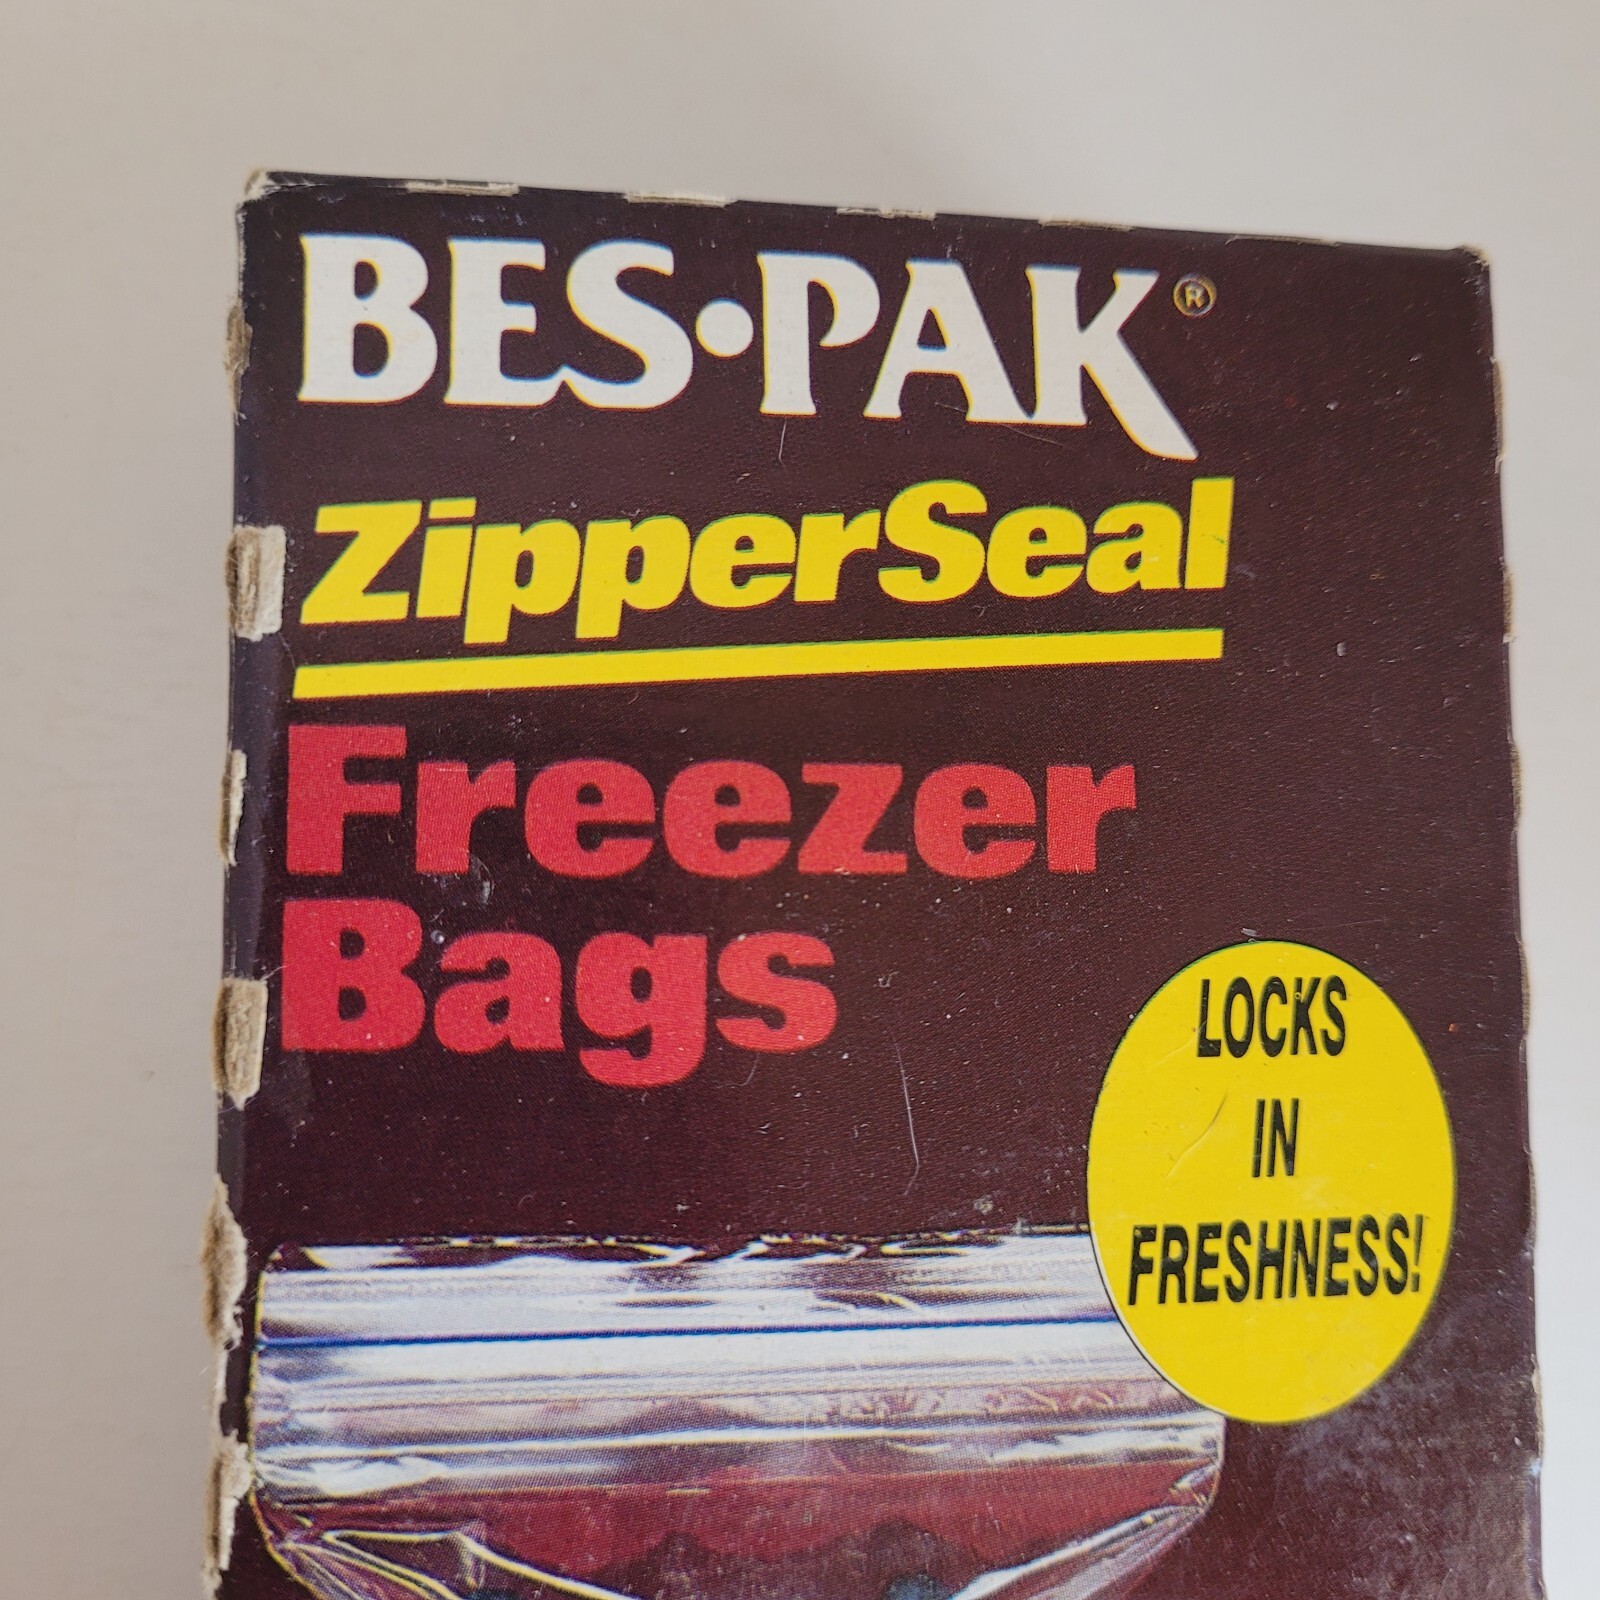 BES•PAK®
ZipperSeal
Freezer
Bags
LOCKS
IN
FRESHNESS!